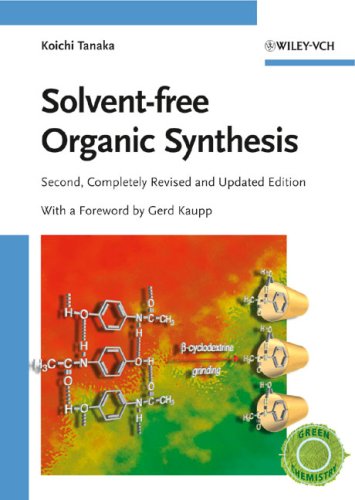 Koichi Tanaka
WILEY-VCH
Solvent-free
Organic Synthesis
Second, Completely Revised and Updated Edition
With a Foreword by Gerd Kaupp
β-cyclodextrine
grinding
GREEN CHEMISTRY